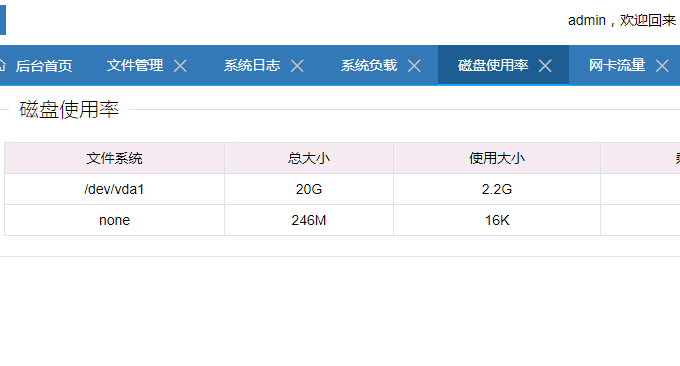 admin，欢迎回来
后台首页 文件管理 系统日志 系统负载 磁盘使用率 网卡流量
磁盘使用率
文件系统 总大小 使用大小
/dev/vda1 20G 2.2G
none 246M 16K